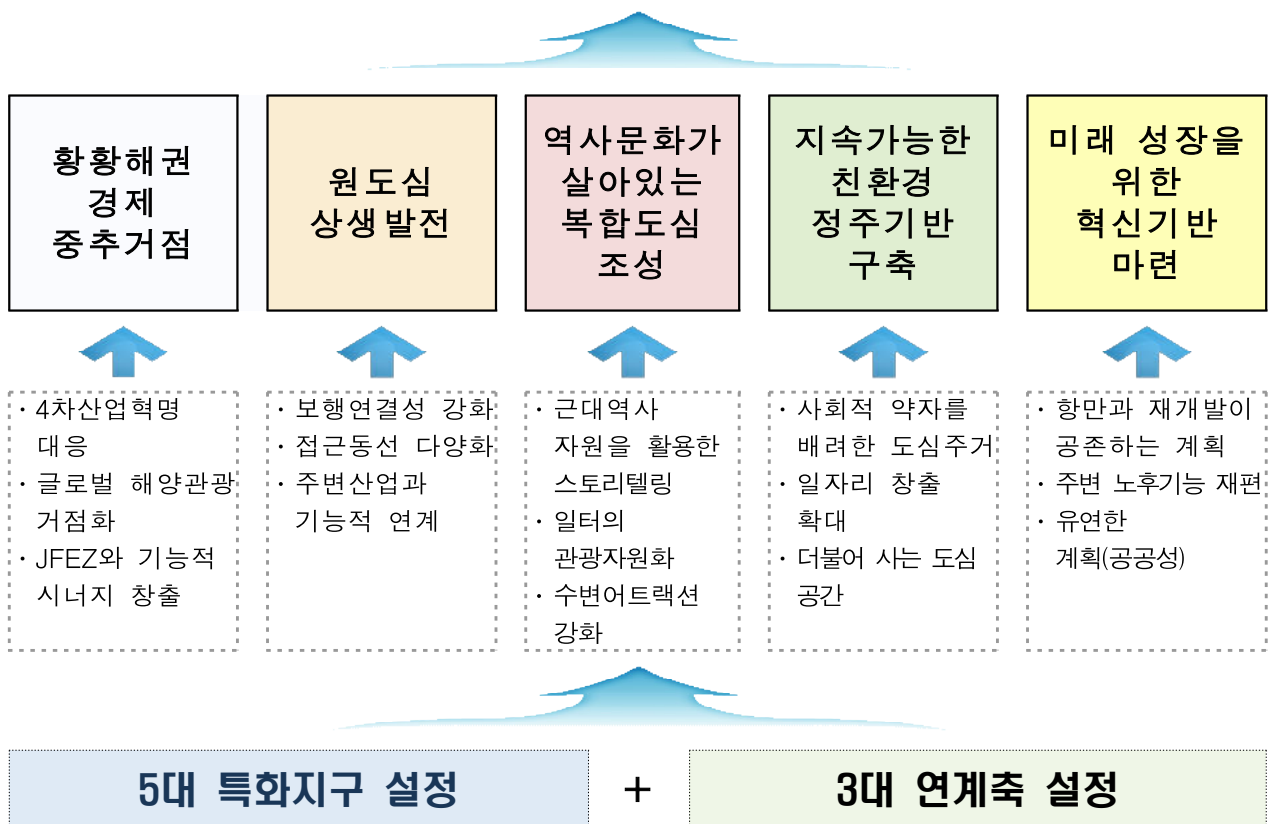 황황해권
경제
중추거점
원도심
상생발전
역사문화가
살아있는
복합도심
조성
지속가능한
친환경
정주기반
구축
미래 성장을
위한
혁신기반
마련
· 4차산업혁명
대응
· 글로벌 해양관광
거점화
· JFEZ와 기능적
시너지 창출
· 보행연결성 강화
· 접근동선 다양화
· 주변산업과
기능적 연계
· 근대역사
자원을 활용한
스토리텔링
· 일터의
관광자원화
· 수변어트랙션
강화
· 사회적 약자를
배려한 도심주거
· 일자리 창출
확대
· 더불어 사는 도심
공간
· 항만과 재개발이
공존하는 계획
· 주변 노후기능 재편
· 유연한
계획(공공성)
5대 특화지구 설정
+
3대 연계축 설정